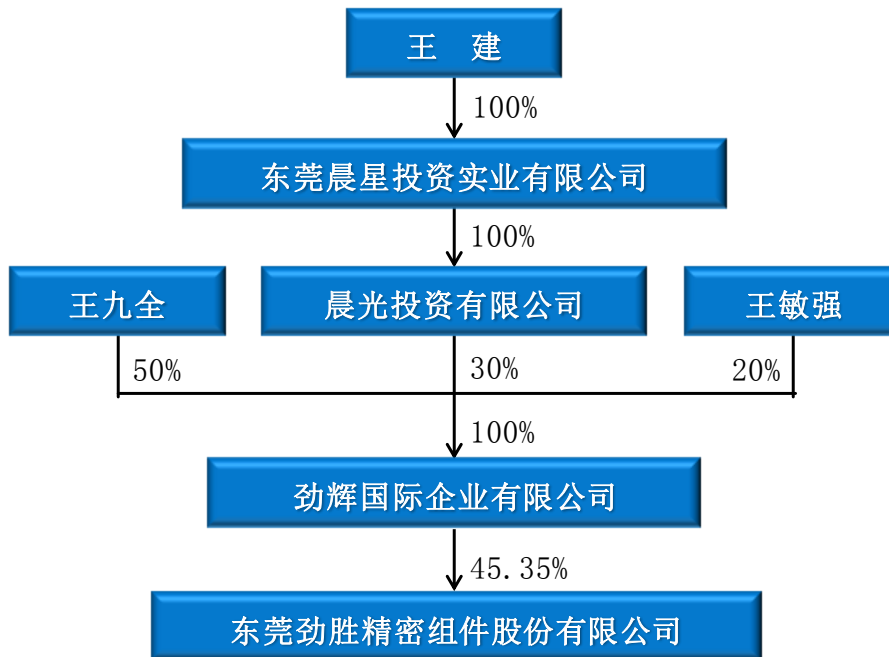 王 建
100%
东莞晨星投资实业有限公司
100%
王九全
晨光投资有限公司
王敏强
50%
30%
20%
100%
劲辉国际企业有限公司
45.35%
东莞劲胜精密组件股份有限公司